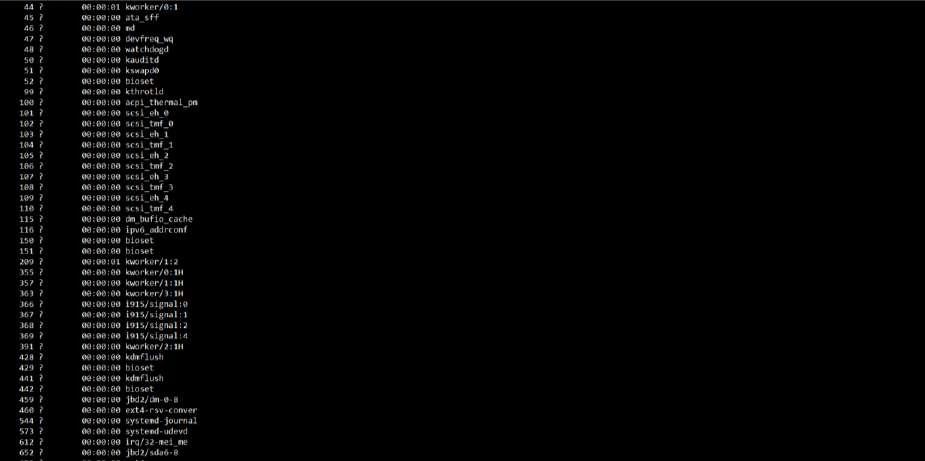 44 ? 00:00:01 kworker/0:1
45 ? 00:00:00 ata_sff
46 ? 00:00:00 md
47 ? 00:00:00 devfreq_wq
48 ? 00:00:00 watchdogd
50 ? 00:00:00 kauditd
51 ? 00:00:00 kswapd0
52 ? 00:00:00 bioset
99 ? 00:00:00 kthrotld
100 ? 00:00:00 acpi_thermal_pm
101 ? 00:00:00 scsi_eh_0
102 ? 00:00:00 scsi_tmf_0
103 ? 00:00:00 scsi_eh_1
104 ? 00:00:00 scsi_tmf_1
105 ? 00:00:00 scsi_eh_2
106 ? 00:00:00 scsi_tmf_2
107 ? 00:00:00 scsi_eh_3
108 ? 00:00:00 scsi_tmf_3
109 ? 00:00:00 scsi_eh_4
110 ? 00:00:00 scsi_tmf_4
115 ? 00:00:00 dm_bufio_cache
116 ? 00:00:00 ipv6_addrconf
150 ? 00:00:00 bioset
151 ? 00:00:00 bioset
209 ? 00:00:01 kworker/1:2
355 ? 00:00:00 kworker/0:1H
357 ? 00:00:00 kworker/1:1H
363 ? 00:00:00 kworker/3:1H
366 ? 00:00:00 i915/signal:0
367 ? 00:00:00 i915/signal:1
368 ? 00:00:00 i915/signal:2
369 ? 00:00:00 i915/signal:4
391 ? 00:00:00 kworker/2:1H
428 ? 00:00:00 kdmflush
429 ? 00:00:00 bioset
441 ? 00:00:00 kdmflush
442 ? 00:00:00 bioset
459 ? 00:00:00 jbd2/dm-0-8
460 ? 00:00:00 ext4-rsv-conver
544 ? 00:00:00 systemd-journal
573 ? 00:00:00 systemd-udevd
612 ? 00:00:00 irq/32-mei_me
652 ? 00:00:00 jbd2/sda6-8